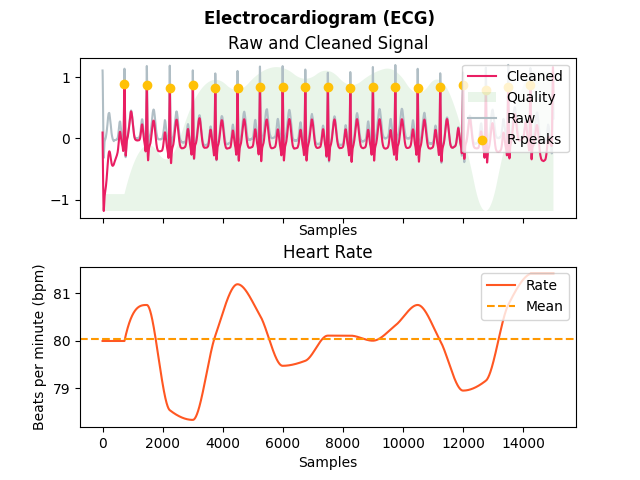 Electrocardiogram (ECG)
Raw and Cleaned Signal
1
0
−1
Cleaned
Quality
Raw
R-peaks
Samples
Heart Rate
Beats per minute (bpm)
81
80
79
Rate
Mean
0 2000 4000 6000 8000 10000 12000 14000
Samples